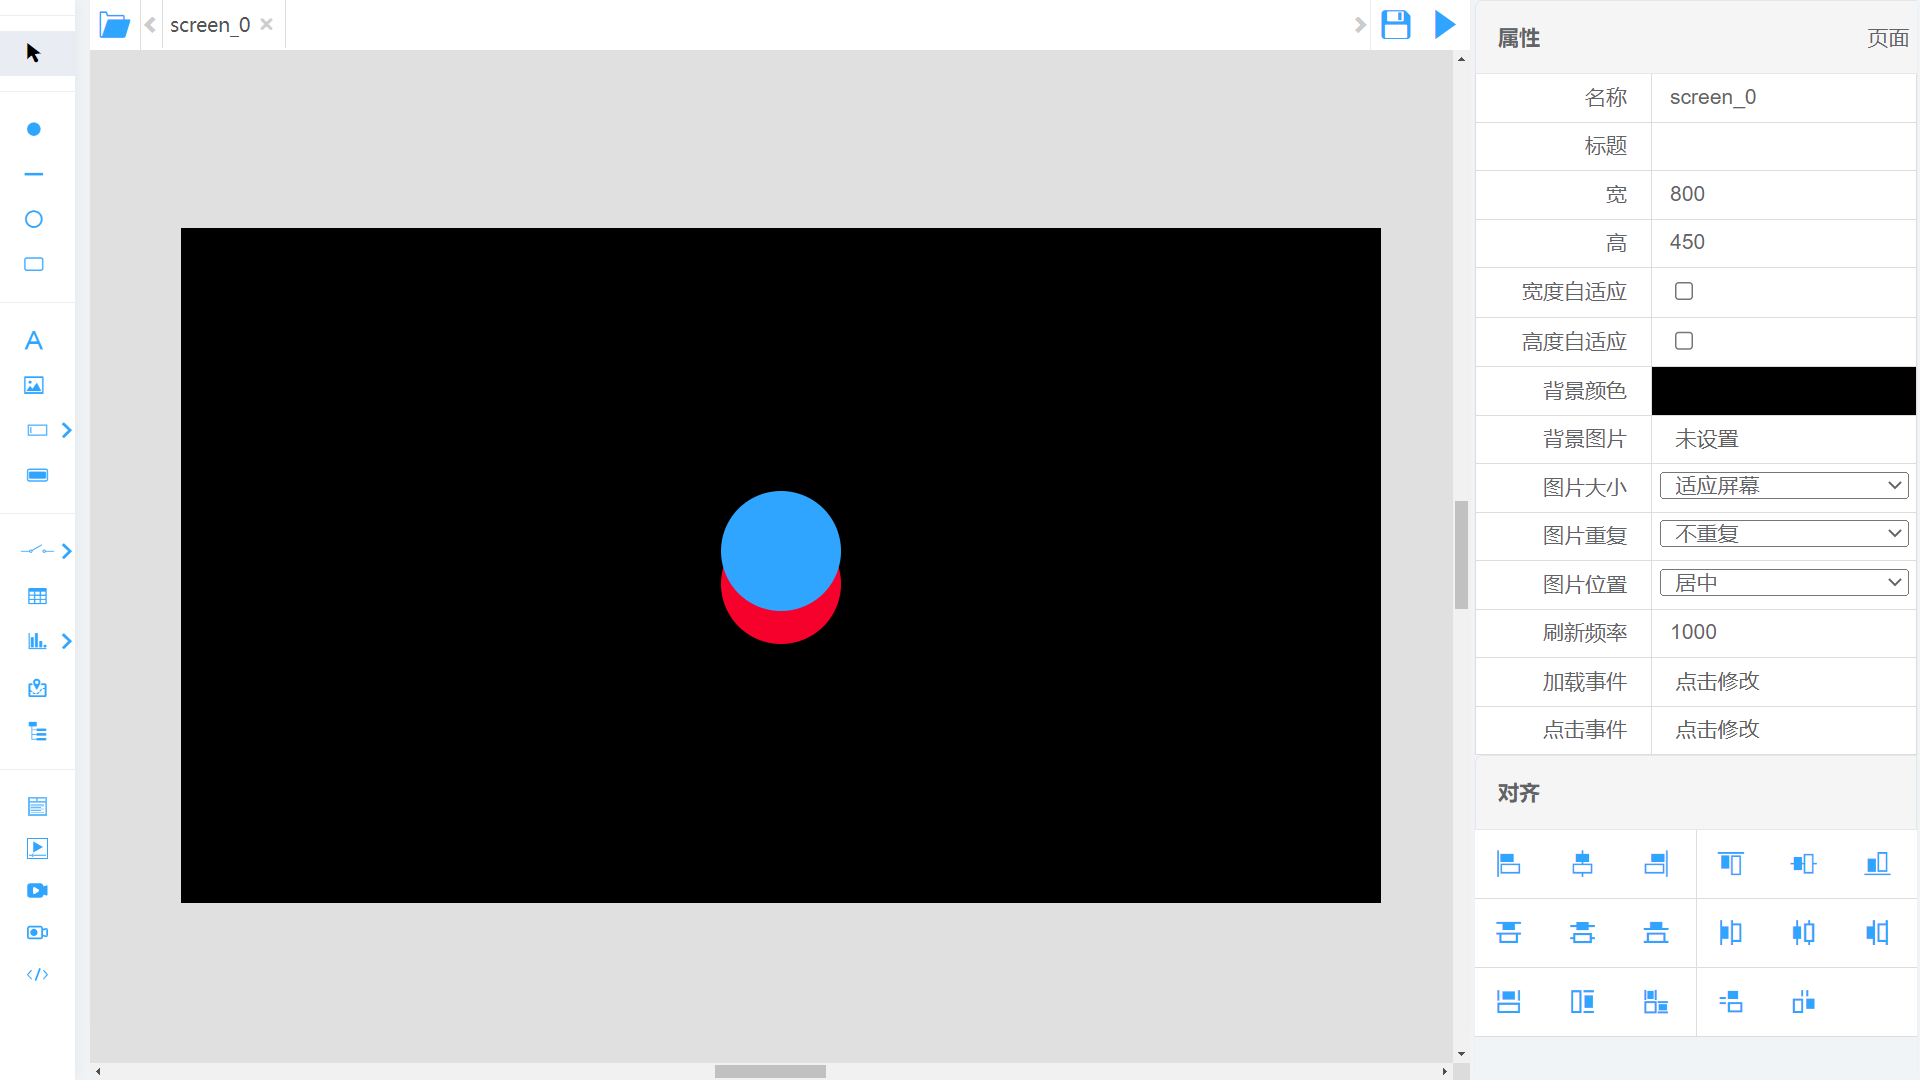 screen_0
属性 页面
名称 screen_0
标题
宽 800
高 450
宽度自适应
高度自适应
背景颜色
背景图片 未设置
图片大小 适应屏幕
图片重复 不重复
图片位置 居中
刷新频率 1000
加载事件 点击修改
点击事件 点击修改
对齐